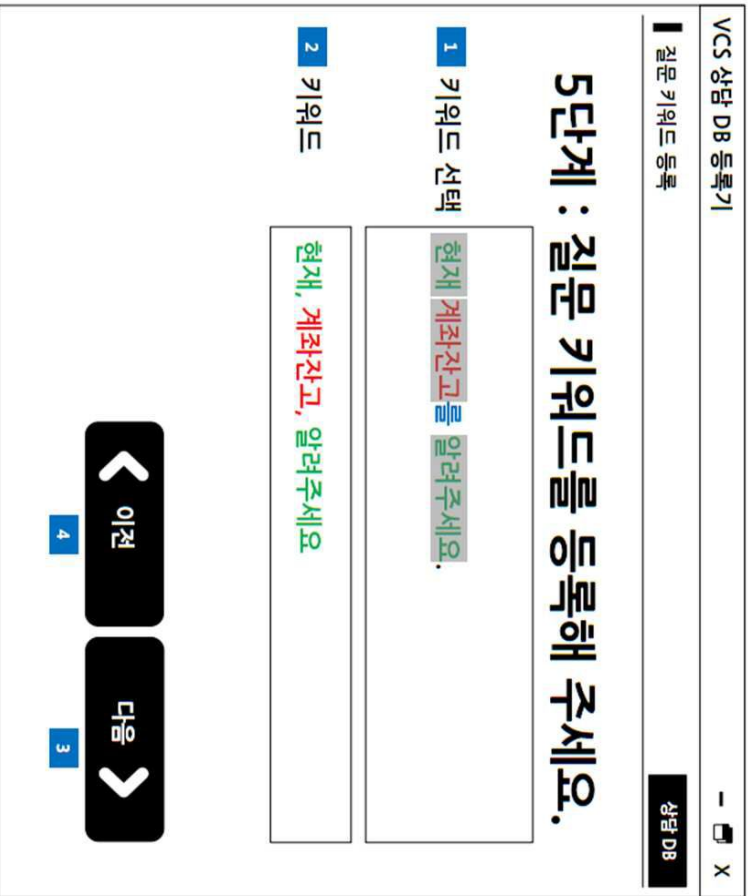 VCS 상담 DB 등록기 – X
질문 키워드 등록 상담 DB
5단계 : 질문 키워드를 등록해 주세요.
1 키워드 선택 현재 계좌잔고를 알려주세요.
2 키워드 현재, 계좌잔고, 알려주세요
이전 다음
4 3